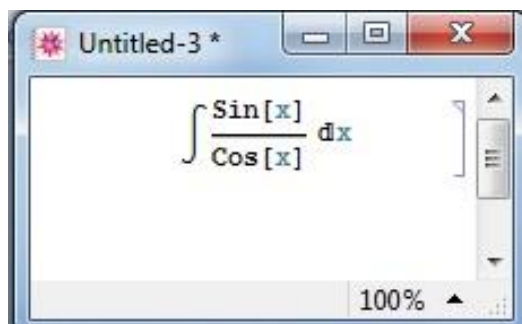 Untitled-3 *
∫ Sin[x] / Cos[x] ⅆx
100%